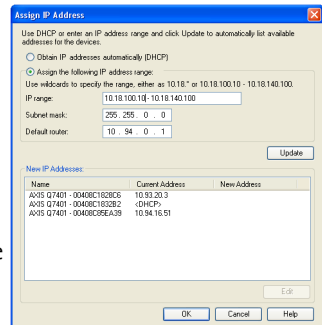 Assign IP Address
Use DHCP or enter an IP address range and click Update to automatically list available
addresses for the devices.
Obtain IP addresses automatically (DHCP)
Assign the following IP address range:
Use wildcards to specify the range, either as 10.18.* or 10.18.100.10 - 10.18.140.100.
IP range: 10.18.100.10 - 10.18.140.100
Subnet mask: 255 . 255 . 0 . 0
Default router: 10 . 94 . 0 . 1
Update
New IP Addresses:
Name Current Address New Address
AXIS Q7401 - 00408C1828C6 10.93.20.3
AXIS Q7401 - 00408C1832B2 <DHCP>
AXIS Q7401 - 00408C85EA39 10.94.16.51
e
Edit
OK Cancel Help